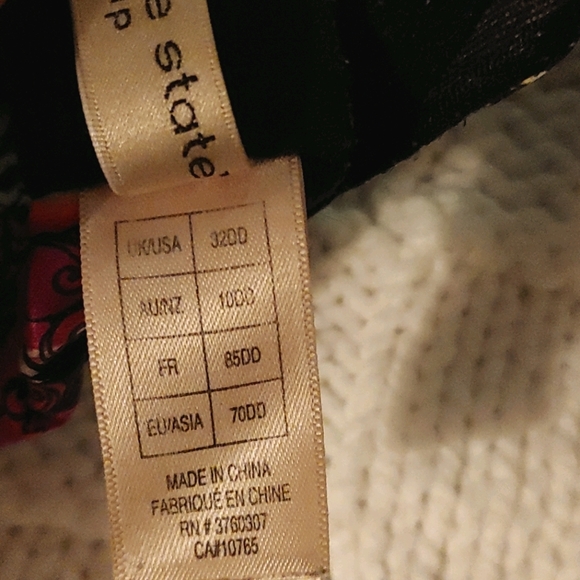 e state
up
UK/USA 32DD
AU/NZ 10DD
FR 85DD
EU/ASIA 70DD
MADE IN CHINA
FABRIQUÉ EN CHINE
RN # 3760307
CA#10765